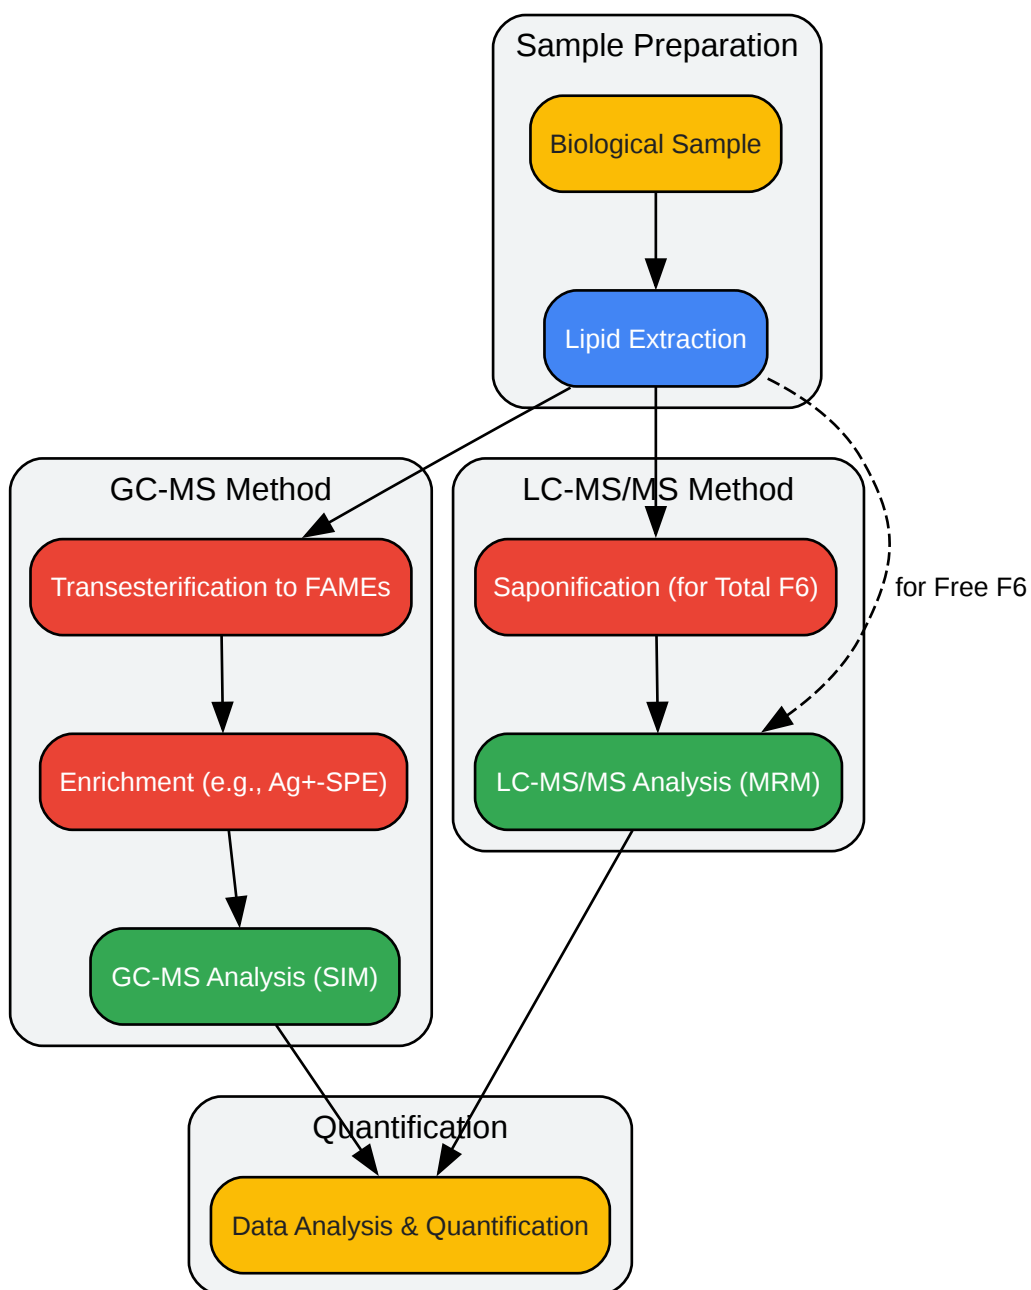 Sample Preparation
Biological Sample
Lipid Extraction
GC-MS Method
LC-MS/MS Method
Transesterification to FAMEs
Saponification (for Total F6)
for Free F6
Enrichment (e.g., Ag+-SPE)
LC-MS/MS Analysis (MRM)
GC-MS Analysis (SIM)
Quantification
Data Analysis & Quantification